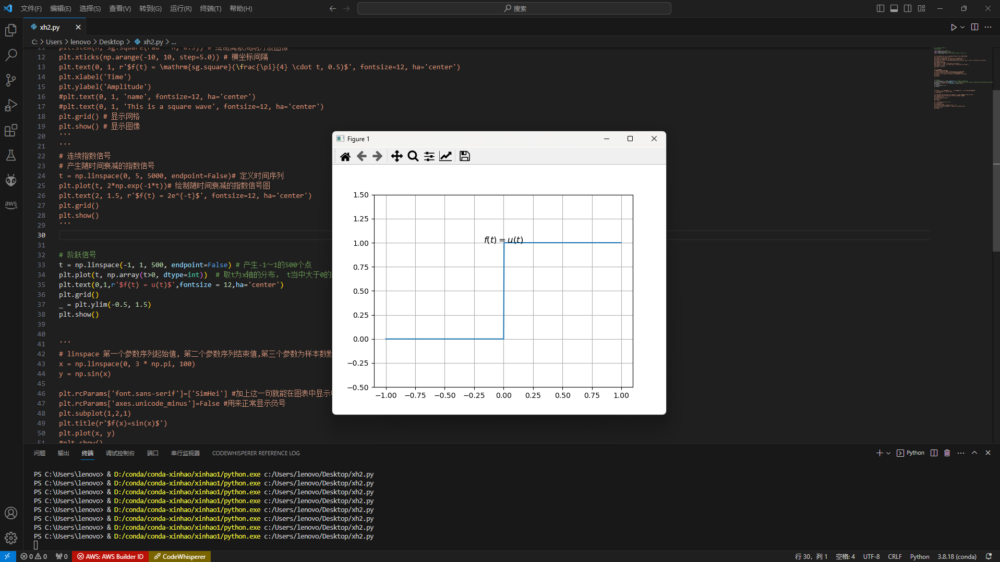 文件(F) 编辑(E) 选择(S) 查看(V) 转到(G) 运行(R) 终端(T) 帮助(H)
搜索
xh2.py
C: > Users > lenovo > Desktop > xh2.py > ...
12 plt.xticks(np.arange(-10, 10, step=5.0)) # 横坐标间隔
13 plt.text(0, 1, r'$f(t) = \mathrm{sg.square}(\frac{\pi}{4} \cdot t, 0.5)$', fontsize=12, ha='center')
14 plt.xlabel('Time')
15 plt.ylabel('Amplitude')
16 #plt.text(0, 1, 'name', fontsize=12, ha='center')
17 #plt.text(0, 1, 'This is a square wave', fontsize=12, ha='center')
18 plt.grid() # 显示网格
19 plt.show() # 显示图像
20 '''
21 '''
22 # 连续指数信号
23 # 产生随时间衰减的指数信号
24 t = np.linspace(0, 5, 5000, endpoint=False)# 定义时间序列
25 plt.plot(t, 2*np.exp(-1*t))# 绘制随时间衰减的指数信号图
26 plt.text(2, 1.5, r'$f(t) = 2e^{-t}$', fontsize=12, ha='center')
27 plt.grid()
28 plt.show()
29 '''
30
31
32 # 阶跃信号
33 t = np.linspace(-1, 1, 500, endpoint=False) # 产生-1~1的500个点
34 plt.plot(t, np.array(t>0, dtype=int)) # 取t为x轴的分布， t当中大于0的
35 plt.text(0,1,r'$f(t) = u(t)$',fontsize = 12,ha='center')
36 plt.grid()
37 _ = plt.ylim(-0.5, 1.5)
38 plt.show()
39
40
41 '''
42 # linspace 第一个参数序列起始值, 第二个参数序列结束值,第三个参数为样本数默
43 x = np.linspace(0, 3 * np.pi, 100)
44 y = np.sin(x)
45
46 plt.rcParams['font.sans-serif']=['SimHei'] #加上这一句就能在图表中显示
47 plt.rcParams['axes.unicode_minus']=False #用来正常显示负号
48 plt.subplot(1,2,1)
49 plt.title(r'$f(x)=sin(x)$')
50 plt.plot(x, y)
51 #plt.show()
Figure 1
1.50
1.25
1.00
0.75
0.50
0.25
0.00
−0.25
−0.50
f(t) = u(t)
−1.00 −0.75 −0.50 −0.25 0.00 0.25 0.50 0.75 1.00
aws
问题 输出 终端 调试控制台 端口 串行监视器 CODEWHISPERER REFERENCE LOG
Python
PS C:\Users\lenovo> & D:/conda/conda-xinhao/xinhao1/python.exe c:/Users/lenovo/Desktop/xh2.py
PS C:\Users\lenovo> & D:/conda/conda-xinhao/xinhao1/python.exe c:/Users/lenovo/Desktop/xh2.py
PS C:\Users\lenovo> & D:/conda/conda-xinhao/xinhao1/python.exe c:/Users/lenovo/Desktop/xh2.py
PS C:\Users\lenovo> & D:/conda/conda-xinhao/xinhao1/python.exe c:/Users/lenovo/Desktop/xh2.py
PS C:\Users\lenovo> & D:/conda/conda-xinhao/xinhao1/python.exe c:/Users/lenovo/Desktop/xh2.py
PS C:\Users\lenovo> & D:/conda/conda-xinhao/xinhao1/python.exe c:/Users/lenovo/Desktop/xh2.py
PS C:\Users\lenovo> & D:/conda/conda-xinhao/xinhao1/python.exe c:/Users/lenovo/Desktop/xh2.py
PS C:\Users\lenovo> & D:/conda/conda-xinhao/xinhao1/python.exe c:/Users/lenovo/Desktop/xh2.py
0 0 0 AWS: AWS Builder ID CodeWhisperer 行 30，列 1 空格: 4 UTF-8 CRLF Python 3.8.18 (conda)